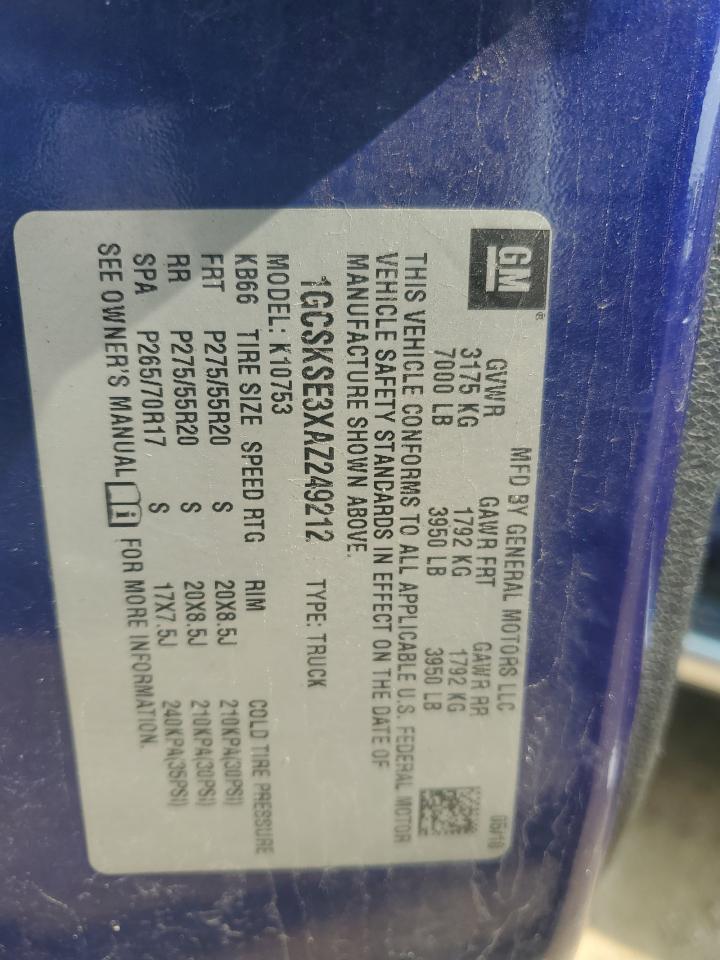 GM®
MFD BY GENERAL MOTORS LLC 05/10
GVWR GAWR FRT GAWR RR
3175 KG 1792 KG 1792 KG
7000 LB 3950 LB 3950 LB
THIS VEHICLE CONFORMS TO ALL APPLICABLE U.S. FEDERAL MOTOR
VEHICLE SAFETY STANDARDS IN EFFECT ON THE DATE OF
MANUFACTURE SHOWN ABOVE.
1GCSKSE3XAZ249212 TYPE: TRUCK
MODEL: K10753
KB66 TIRE SIZE SPEED RTG RIM COLD TIRE PRESSURE
FRT P275/55R20 S 20X8.5J 210KPA(30PSI)
RR P275/55R20 S 20X8.5J 210KPA(30PSI)
SPA P265/70R17 S 17X7.5J 240KPA(35PSI)
SEE OWNER'S MANUAL FOR MORE INFORMATION.